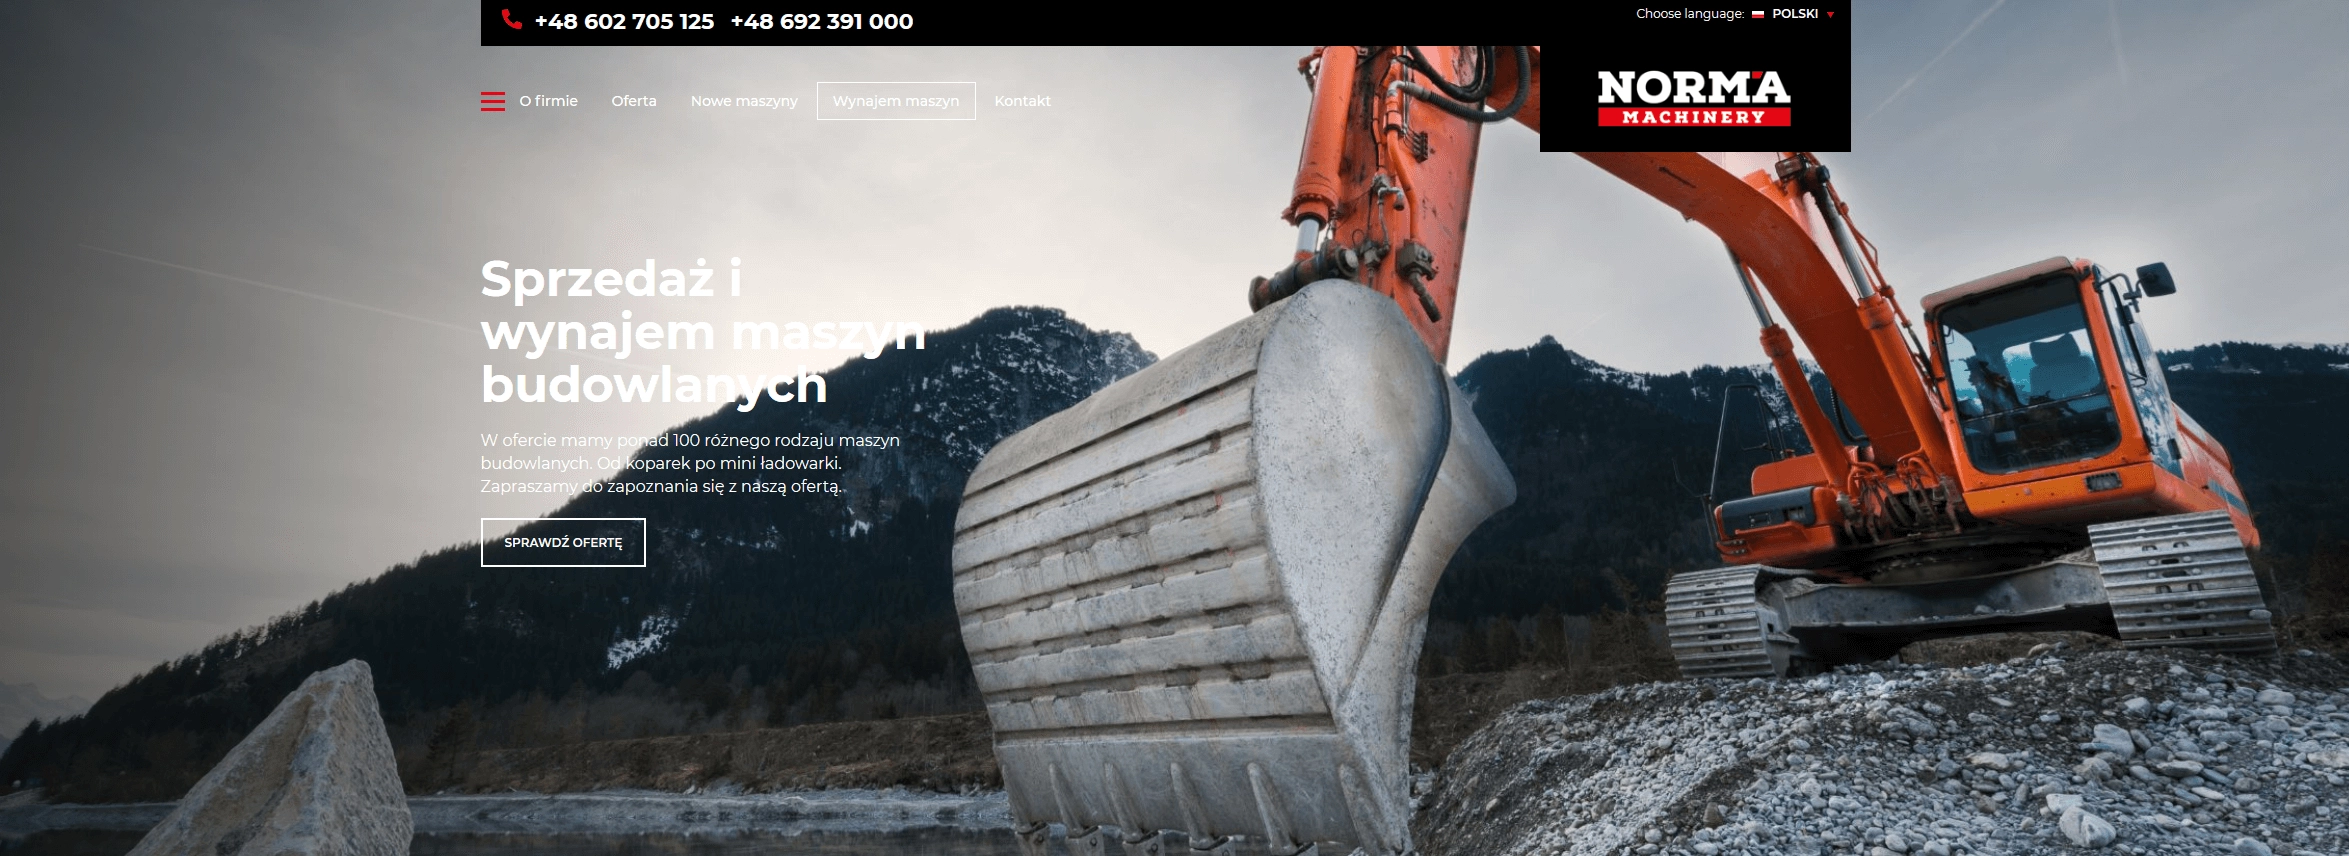 +48 602 705 125 +48 692 391 000
Choose language: POLSKI
O firmie Oferta Nowe maszyny Wynajem maszyn Kontakt
NORMA
MACHINERY
Sprzedaż i
wynajem maszyn
budowlanych
W ofercie mamy ponad 100 różnego rodzaju maszyn
budowlanych. Od koparek po mini ładowarki.
Zapraszamy do zapoznania się z naszą ofertą.
SPRAWDŹ OFERTĘ